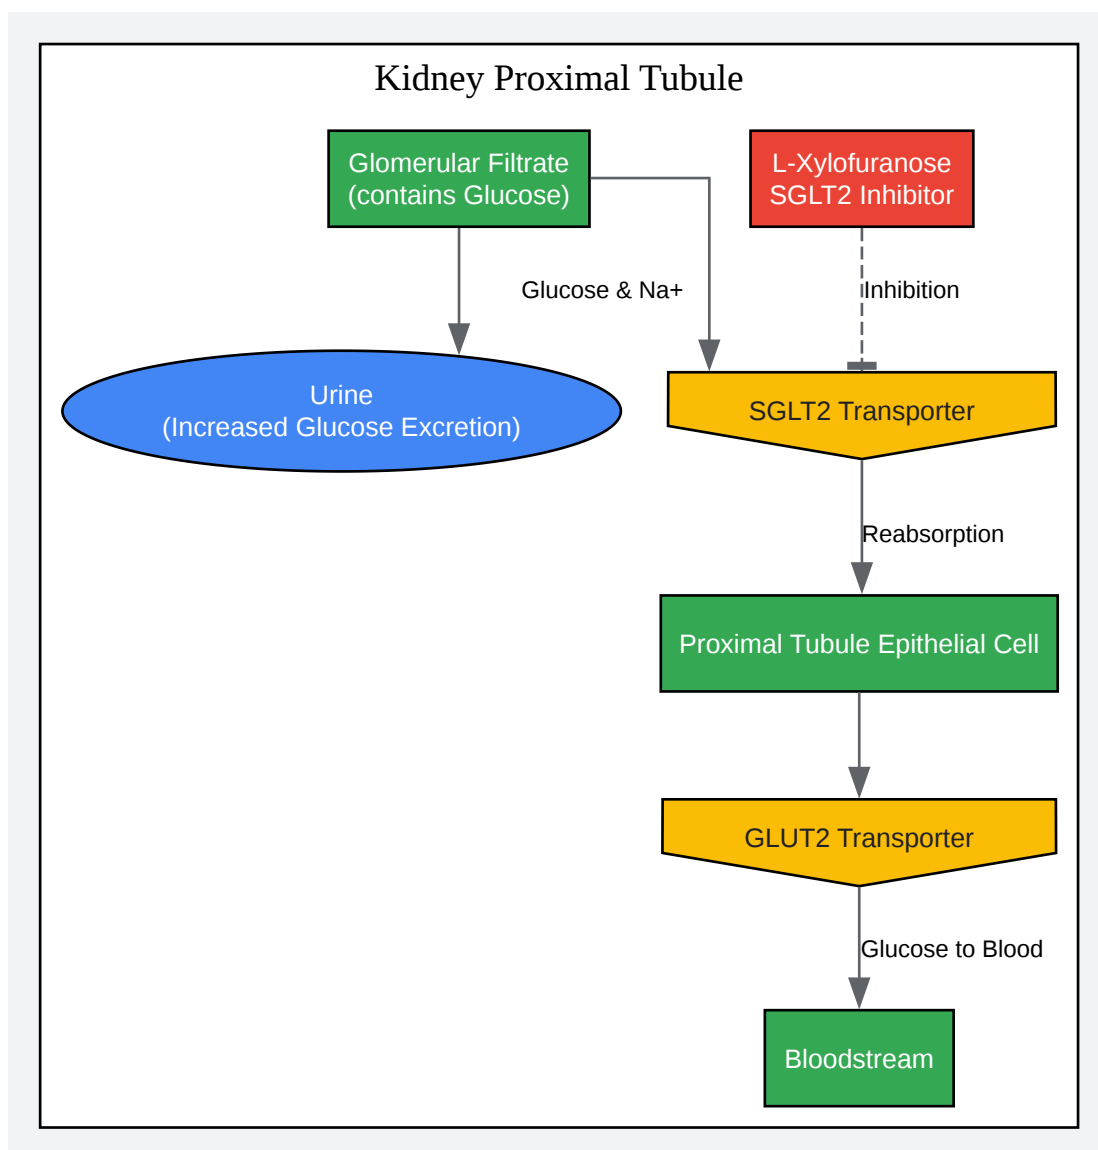 Kidney Proximal Tubule
Glomerular Filtrate
(contains Glucose)
L-Xylofuranose
SGLT2 Inhibitor
Glucose & Na+
Inhibition
Urine
(Increased Glucose Excretion)
SGLT2 Transporter
Reabsorption
Proximal Tubule Epithelial Cell
GLUT2 Transporter
Glucose to Blood
Bloodstream